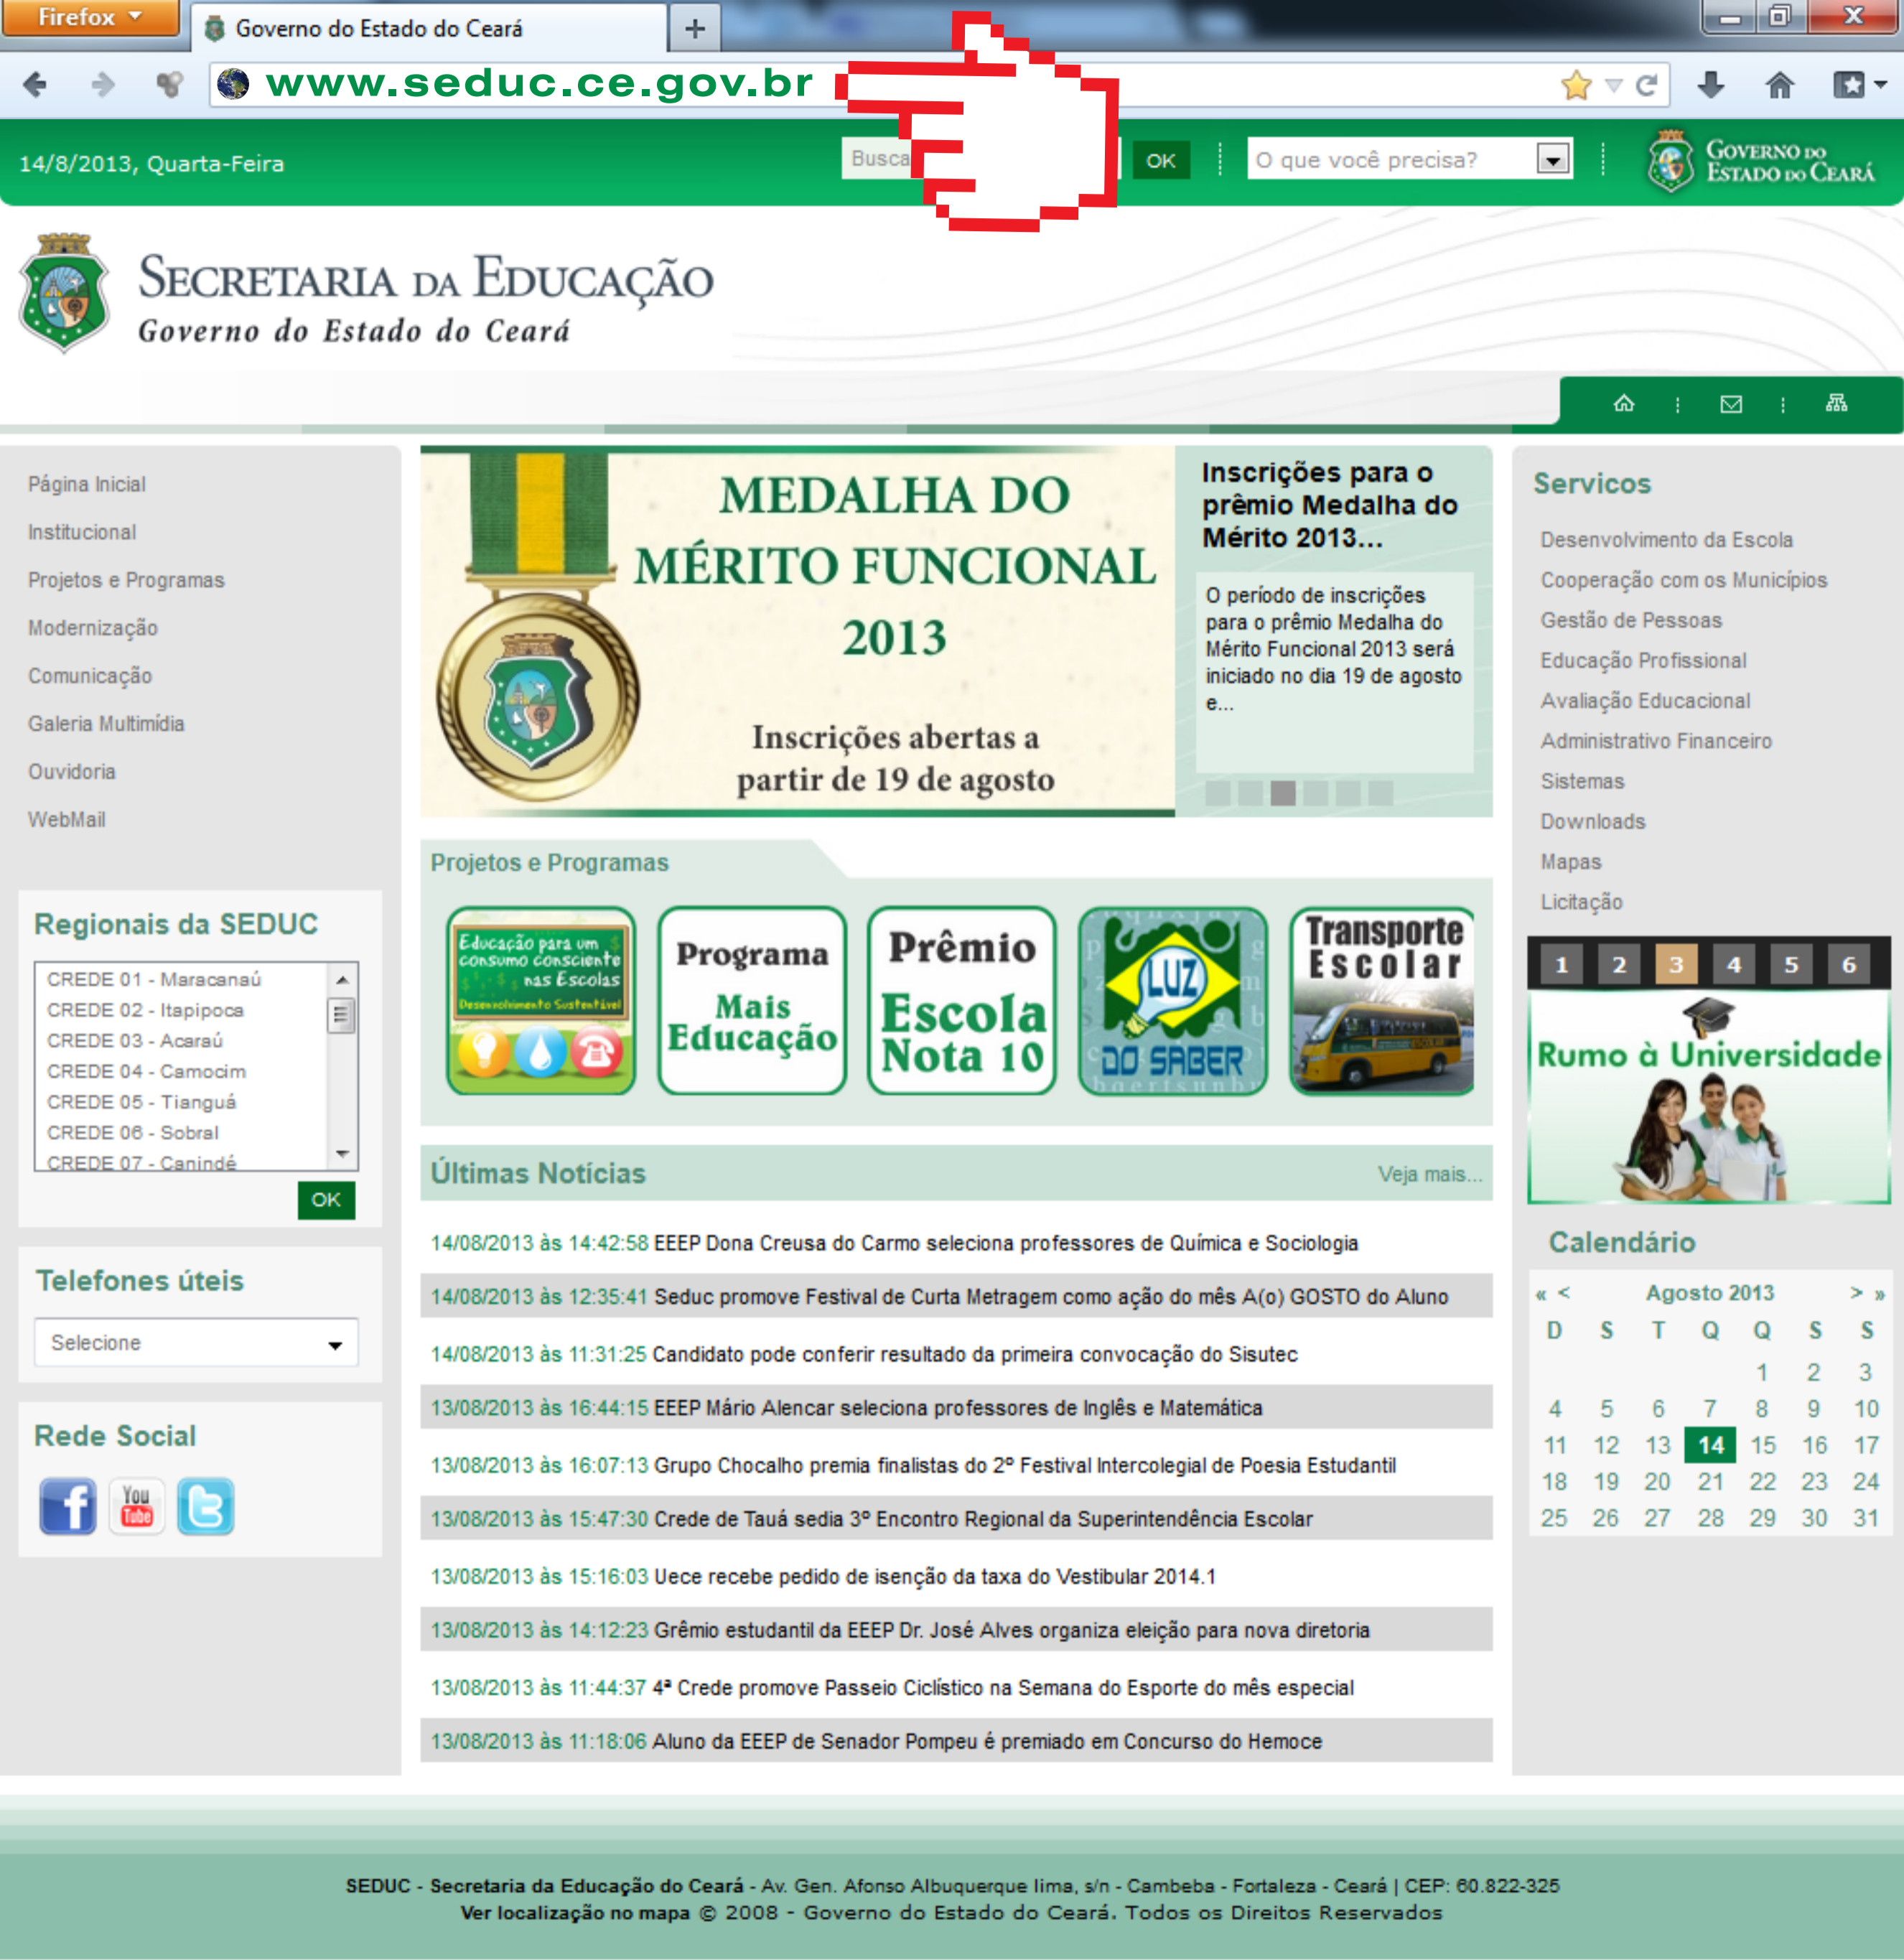 Firefox
Governo do Estado do Ceará
www.seduc.ce.gov.br
14/8/2013, Quarta-Feira
Busca
OK
O que você precisa?
GOVERNO DO
ESTADO DO CEARÁ
SECRETARIA DA EDUCAÇÃO
Governo do Estado do Ceará
Página Inicial
Institucional
Projetos e Programas
Modernização
Comunicação
Galeria Multimídia
Ouvidoria
WebMail
Regionais da SEDUC
CREDE 01 - Maracanaú
CREDE 02 - Itapipoca
CREDE 03 - Acaraú
CREDE 04 - Camocim
CREDE 05 - Tianguá
CREDE 06 - Sobral
CREDE 07 - Canindé
OK
Telefones úteis
Selecione
Rede Social
f
You
Tube
MEDALHA DO
MÉRITO FUNCIONAL
2013
Inscrições abertas a
partir de 19 de agosto
Inscrições para o
prêmio Medalha do
Mérito 2013...
O período de inscrições
para o prêmio Medalha do
Mérito Funcional 2013 será
iniciado no dia 19 de agosto
e...
Projetos e Programas
Educação para um
consumo consciente
nas Escolas
Desenvolvimento Sustentável
Programa
Mais
Educação
Prêmio
Escola
Nota 10
LUZ
DO SABER
Transporte
Escolar
Últimas Notícias
Veja mais...
14/08/2013 às 14:42:58 EEEP Dona Creusa do Carmo seleciona professores de Química e Sociologia
14/08/2013 às 12:35:41 Seduc promove Festival de Curta Metragem como ação do mês A(o) GOSTO do Aluno
14/08/2013 às 11:31:25 Candidato pode conferir resultado da primeira convocação do Sisutec
13/08/2013 às 16:44:15 EEEP Mário Alencar seleciona professores de Inglês e Matemática
13/08/2013 às 16:07:13 Grupo Chocalho premia finalistas do 2º Festival Intercolegial de Poesia Estudantil
13/08/2013 às 15:47:30 Crede de Tauá sedia 3º Encontro Regional da Superintendência Escolar
13/08/2013 às 15:16:03 Uece recebe pedido de isenção da taxa do Vestibular 2014.1
13/08/2013 às 14:12:23 Grêmio estudantil da EEEP Dr. José Alves organiza eleição para nova diretoria
13/08/2013 às 11:44:37 4ª Crede promove Passeio Ciclístico na Semana do Esporte do mês especial
13/08/2013 às 11:18:06 Aluno da EEEP de Senador Pompeu é premiado em Concurso do Hemoce
Servicos
Desenvolvimento da Escola
Cooperação com os Municípios
Gestão de Pessoas
Educação Profissional
Avaliação Educacional
Administrativo Financeiro
Sistemas
Downloads
Mapas
Licitação
1 2 3 4 5 6
Rumo à Universidade
Calendário
« < Agosto 2013 > »
D S T Q Q S S
1 2 3
4 5 6 7 8 9 10
11 12 13 14 15 16 17
18 19 20 21 22 23 24
25 26 27 28 29 30 31
SEDUC - Secretaria da Educação do Ceará - Av. Gen. Afonso Albuquerque lima, s/n - Cambeba - Fortaleza - Ceará | CEP: 60.822-325
Ver localização no mapa © 2008 - Governo do Estado do Ceará. Todos os Direitos Reservados